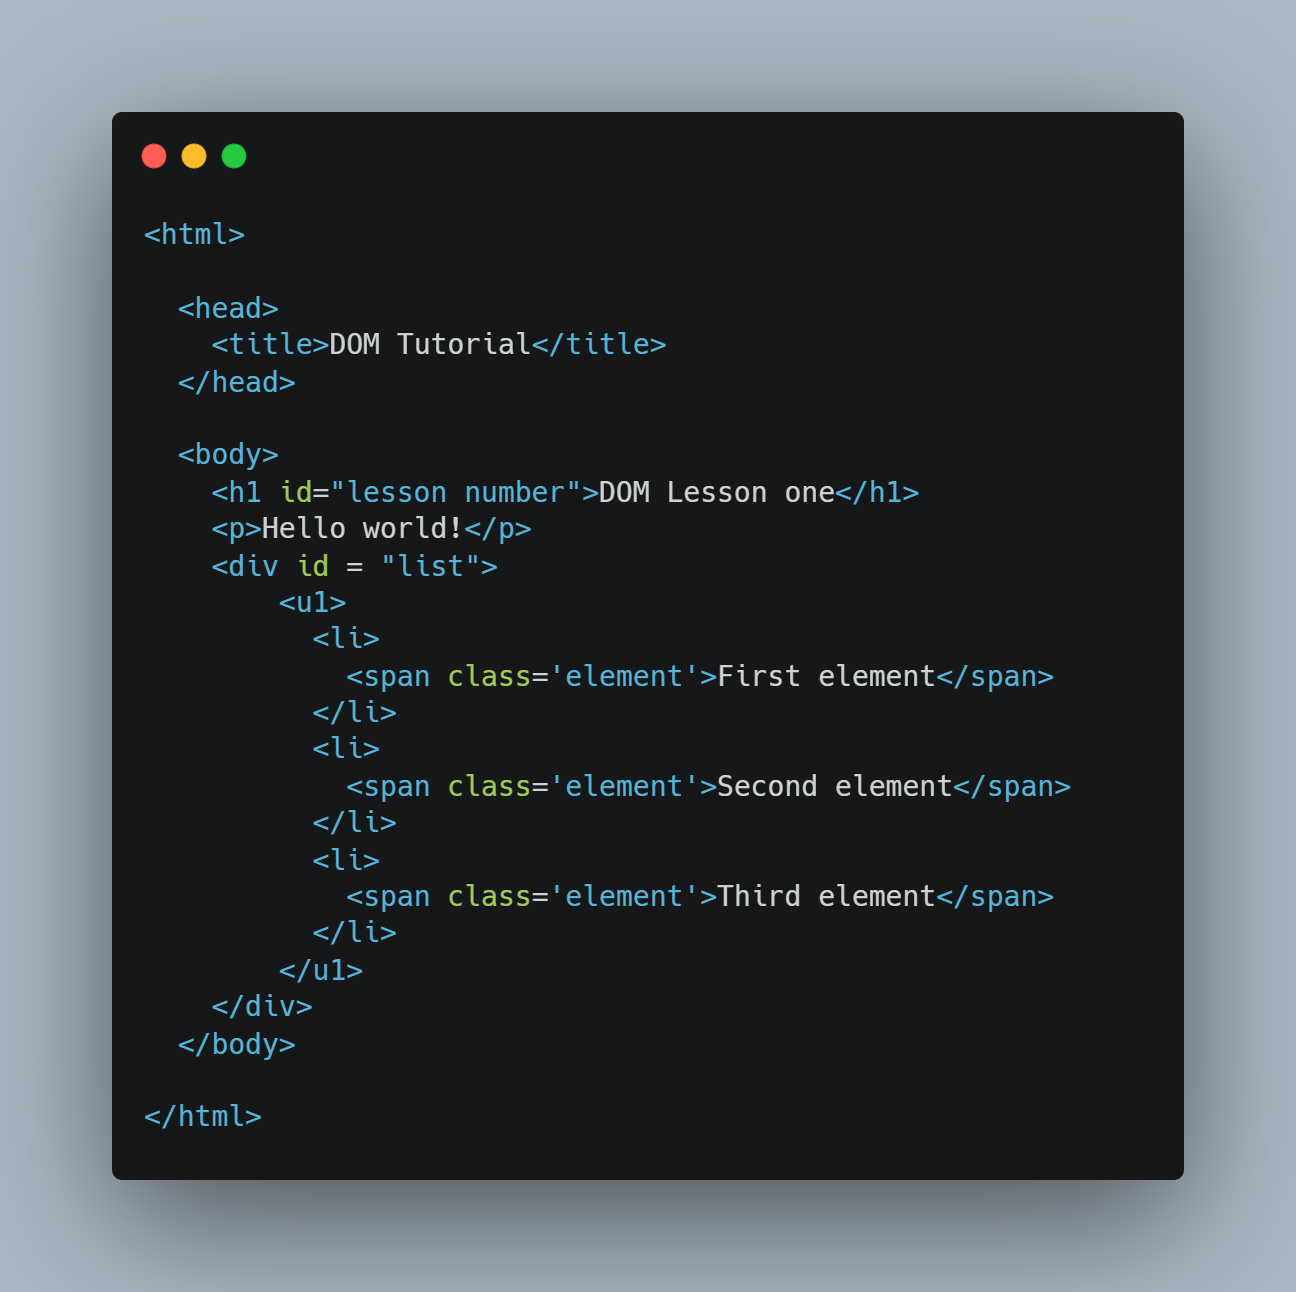 <html>
<head>
<title>DOM Tutorial</title>
</head>
<body>
<h1 id="lesson number">DOM Lesson one</h1>
<p>Hello world!</p>
<div id = "list">
<u1>
<li>
<span class='element'>First element</span>
</li>
<li>
<span class='element'>Second element</span>
</li>
<li>
<span class='element'>Third element</span>
</li>
</u1>
</div>
</body>
</html>